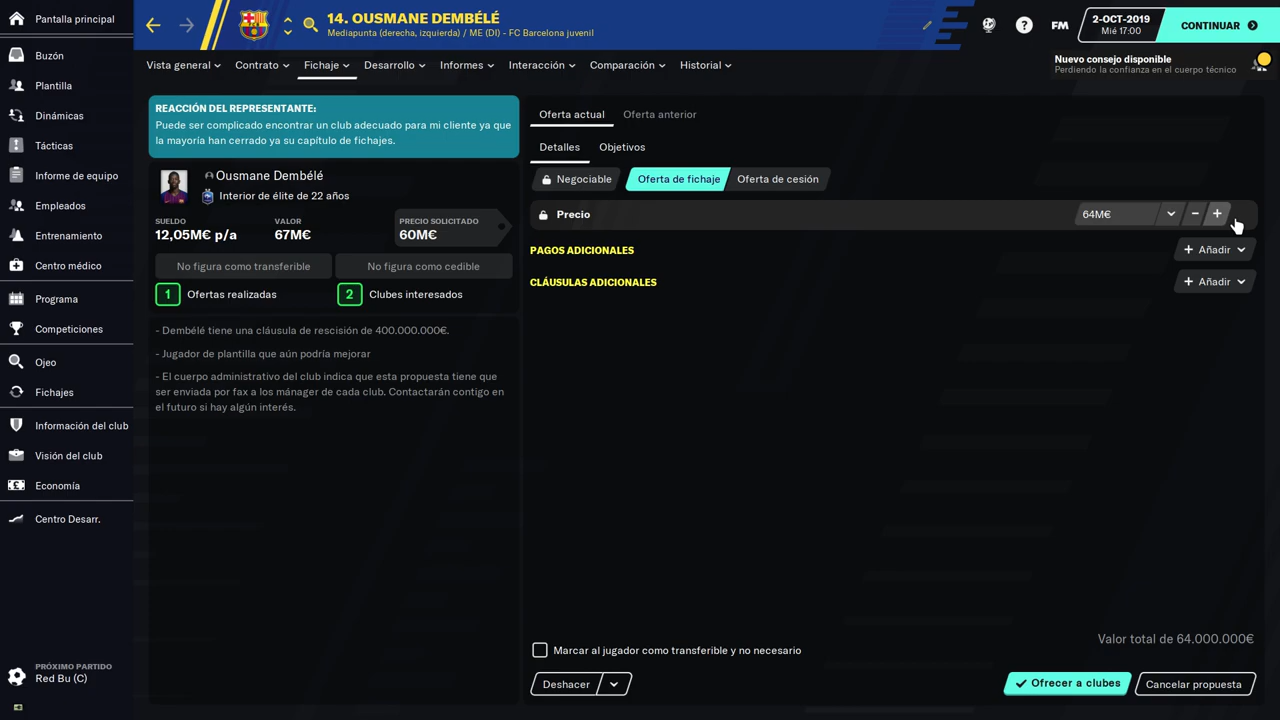 Pantalla principal
14. OUSMANE DEMBÉLÉ
Mediapunta (derecha, izquierda) / ME (DI) - FC Barcelona juvenil
FM
2-OCT-2019
Mié 17:00
CONTINUAR
Buzón
Plantilla
Dinámicas
Tácticas
Informe de equipo
Empleados
Entrenamiento
Centro médico
Programa
Competiciones
Ojeo
Fichajes
Información del club
Visión del club
Economía
Centro Desarr.
PRÓXIMO PARTIDO
Red Bu (C)
Vista general
Contrato
Fichaje
Desarrollo
Informes
Interacción
Comparación
Historial
Nuevo consejo disponible
Perdiendo la confianza en el cuerpo técnico
REACCIÓN DEL REPRESENTANTE:
Puede ser complicado encontrar un club adecuado para mi cliente ya que
la mayoría han cerrado ya su capítulo de fichajes.
Ousmane Dembélé
Interior de élite de 22 años
SUELDO
12,05M€ p/a
VALOR
67M€
PRECIO SOLICITADO
60M€
No figura como transferible
No figura como cedible
1 Ofertas realizadas
2 Clubes interesados
- Dembélé tiene una cláusula de rescisión de 400.000.000€.
- Jugador de plantilla que aún podría mejorar
- El cuerpo administrativo del club indica que esta propuesta tiene que
ser enviada por fax a los mánager de cada club. Contactarán contigo en
el futuro si hay algún interés.
Oferta actual
Oferta anterior
Detalles
Objetivos
Negociable
Oferta de fichaje
Oferta de cesión
Precio
64M€
PAGOS ADICIONALES
+ Añadir
CLÁUSULAS ADICIONALES
+ Añadir
Valor total de 64.000.000€
Marcar al jugador como transferible y no necesario
Deshacer
Ofrecer a clubes
Cancelar propuesta